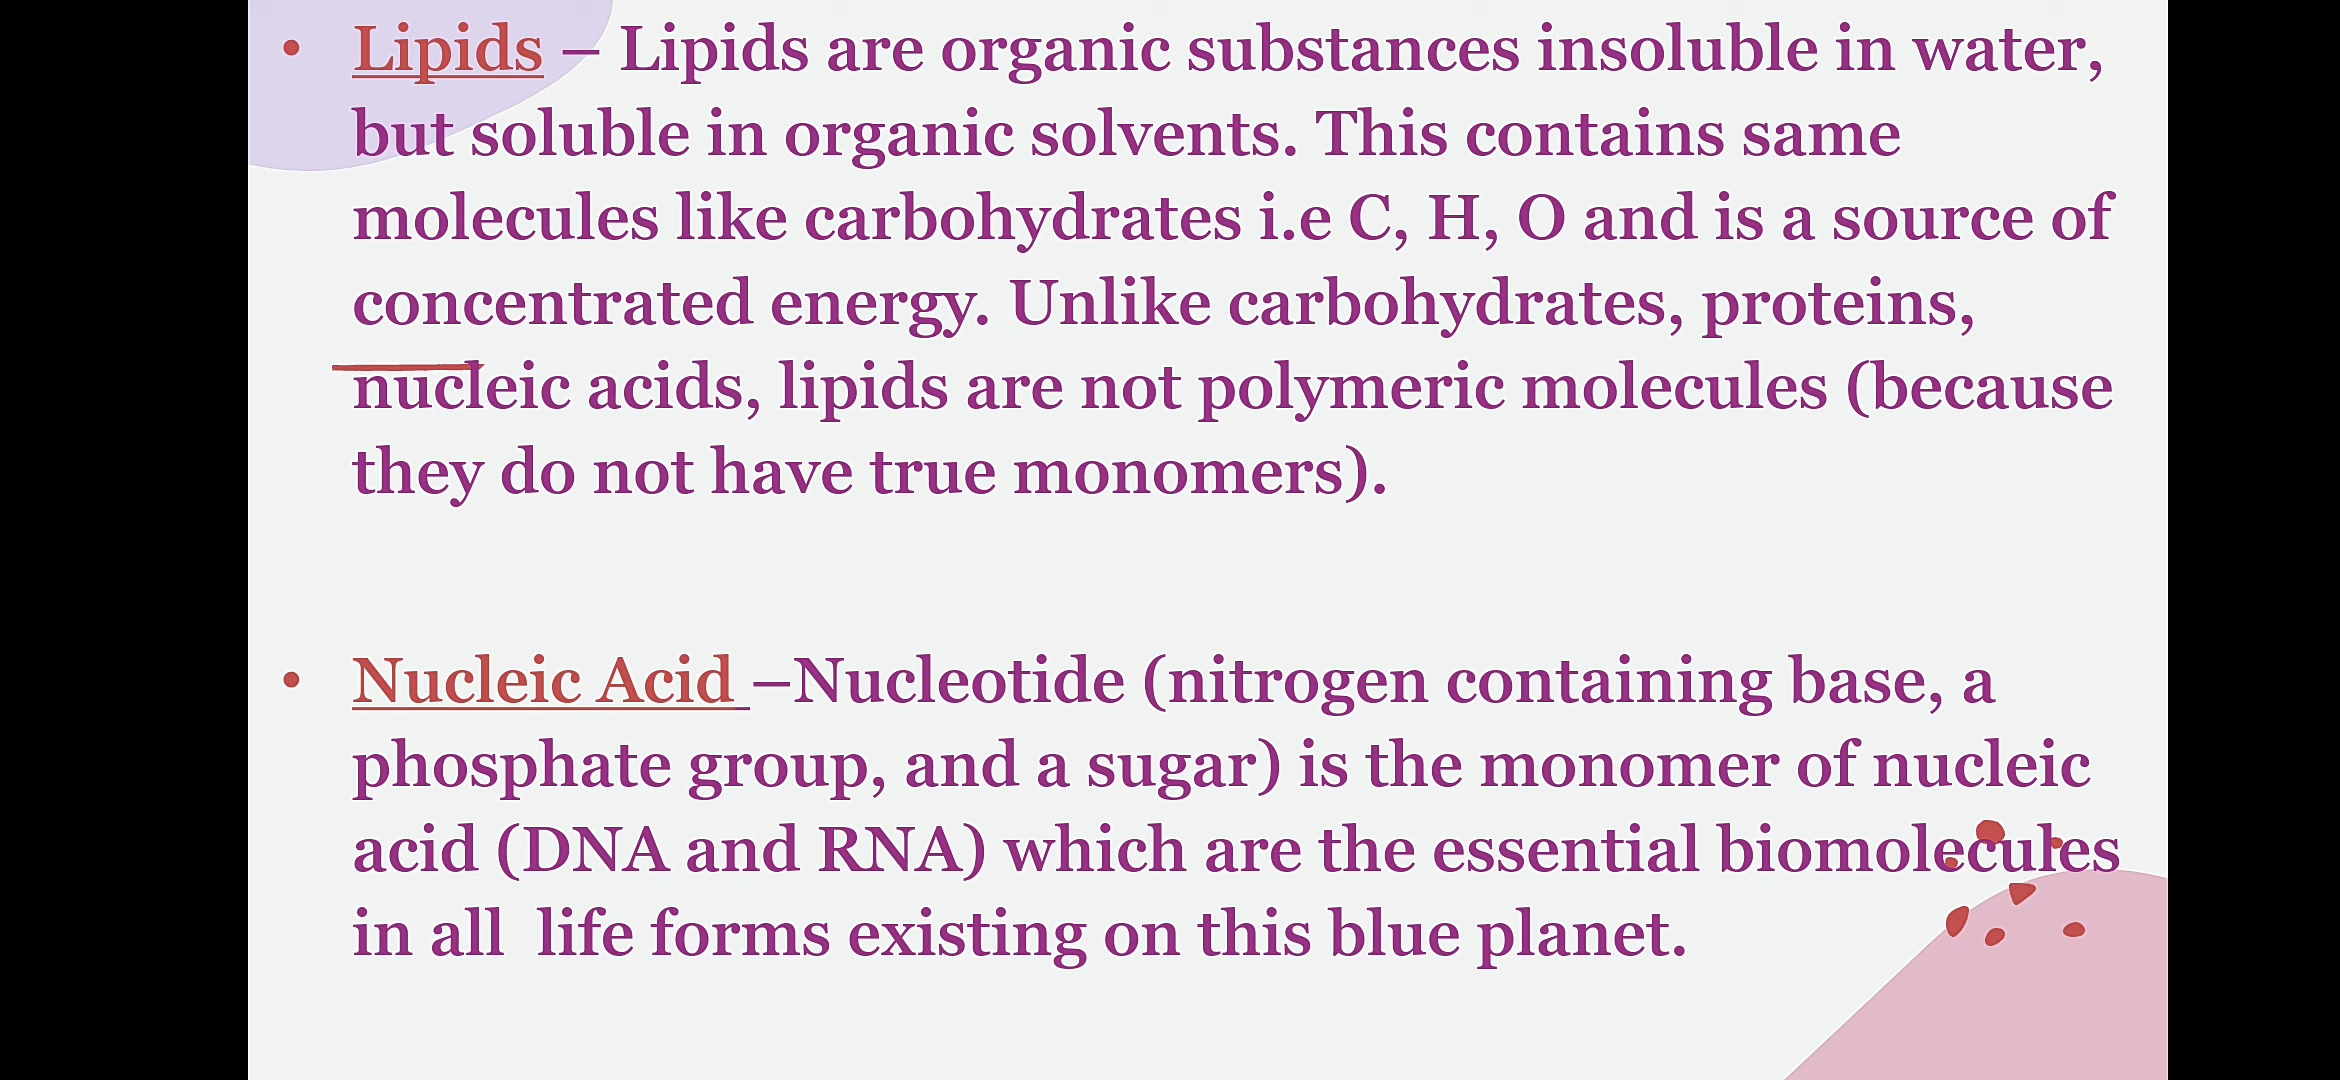 • Lipids – Lipids are organic substances insoluble in water,
but soluble in organic solvents. This contains same
molecules like carbohydrates i.e C, H, O and is a source of
concentrated energy. Unlike carbohydrates, proteins,
nucleic acids, lipids are not polymeric molecules (because
they do not have true monomers).
• Nucleic Acid –Nucleotide (nitrogen containing base, a
phosphate group, and a sugar) is the monomer of nucleic
acid (DNA and RNA) which are the essential biomolecules
in all  life forms existing on this blue planet.